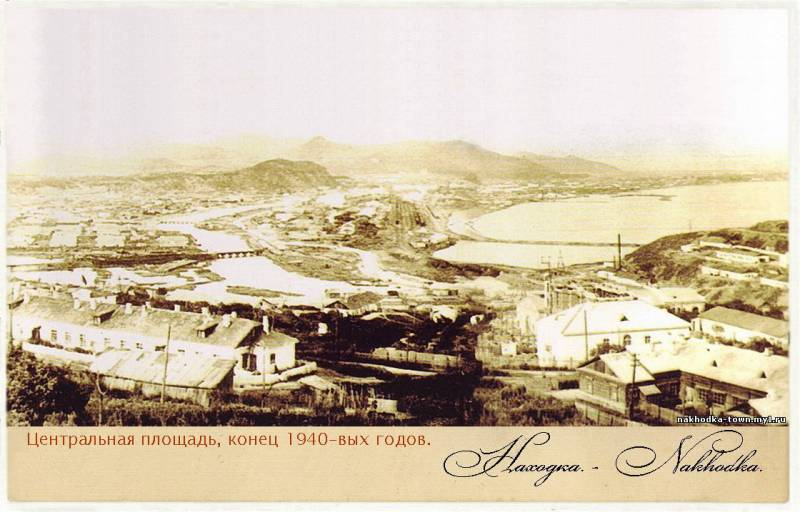 nakhodka-town.my1.ru
Центральная площадь, конец 1940-вых годов.
Находка. - Nakhodka.